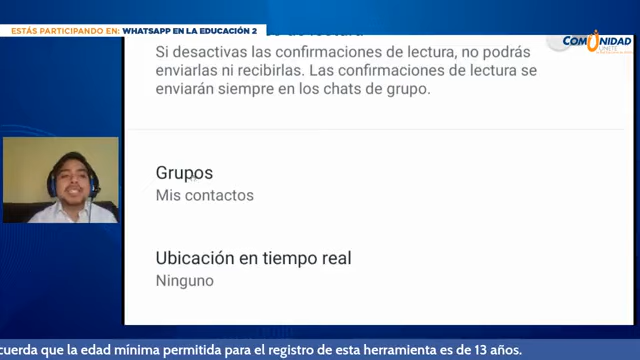 ESTÁS PARTICIPANDO EN: WHATSAPP EN LA EDUCACIÓN 2
COMUNIDAD
de lectura
Si desactivas las confirmaciones de lectura, no podrás
enviarlas ni recibirlas. Las confirmaciones de lectura se
enviarán siempre en los chats de grupo.
Grupos
Mis contactos
Ubicación en tiempo real
Ninguno
cuerda que la edad mínima permitida para el registro de esta herramienta es de 13 años.